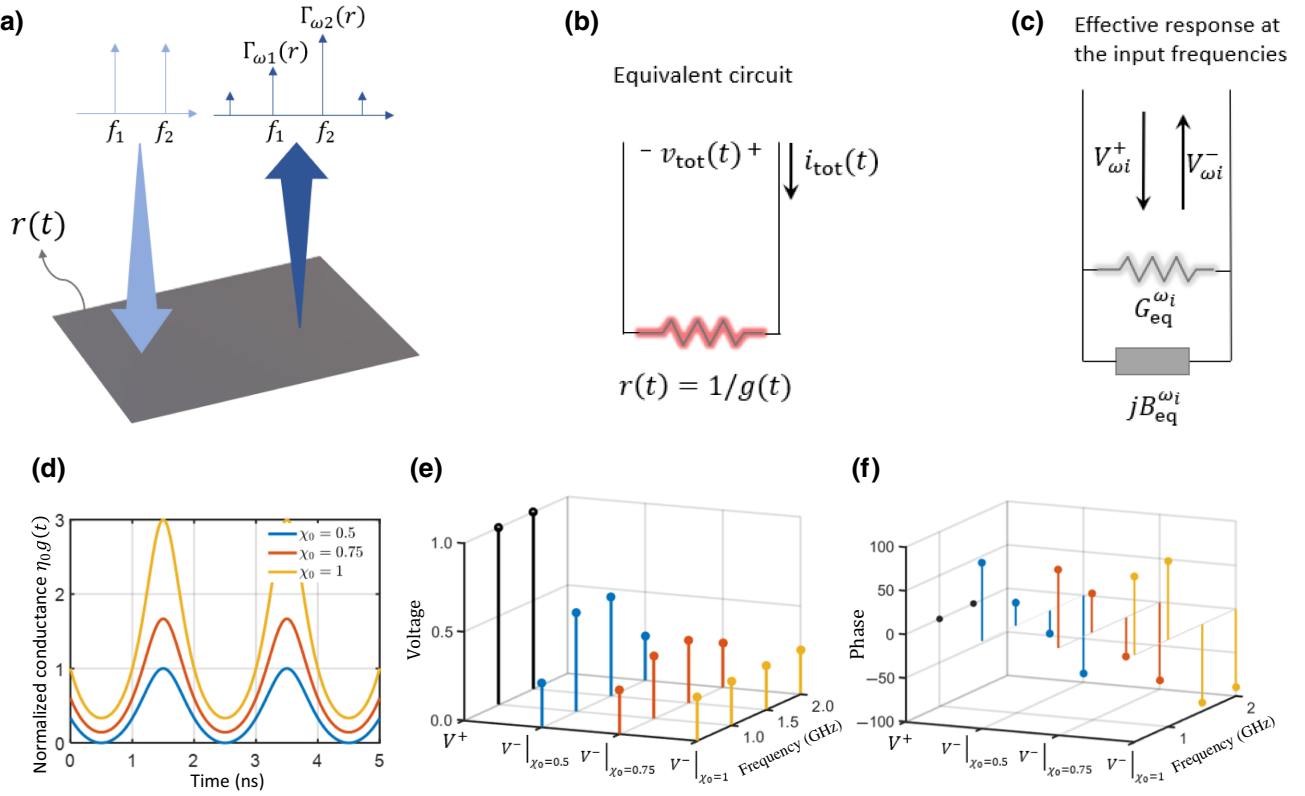 a)
Γω1(r)
Γω2(r)
f1 f2
f1 f2
r(t)
(b)
Equivalent circuit
- vtot(t) +
itot(t)
r(t) = 1/g(t)
(c)
Effective response at
the input frequencies
V+ωi
V−ωi
Gωieq
jBωieq
(d)
Normalized conductance η0g(t)
3
2
1
0
0 1 2 3 4 5
Time (ns)
χ0 = 0.5
χ0 = 0.75
χ0 = 1
(e)
Voltage
1.0
0.5
0.0
V+
V−|χ0=0.5
V−|χ0=0.75
V−|χ0=1
1.0
1.5
2.0
Frequency (GHz)
(f)
Phase
100
50
0
−50
−100
V+
V−|χ0=0.5
V−|χ0=0.75
V−|χ0=1
1
2
Frequency (GHz)